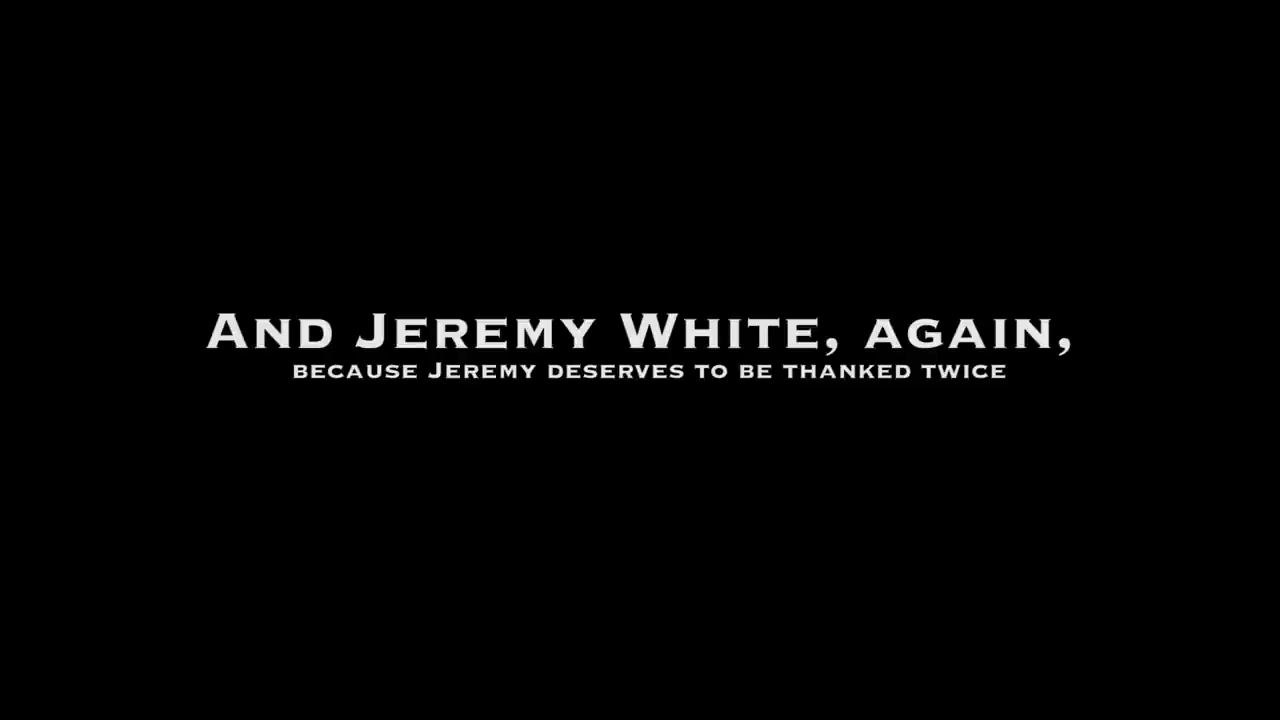 And Jeremy White, again,
because Jeremy deserves to be thanked twice